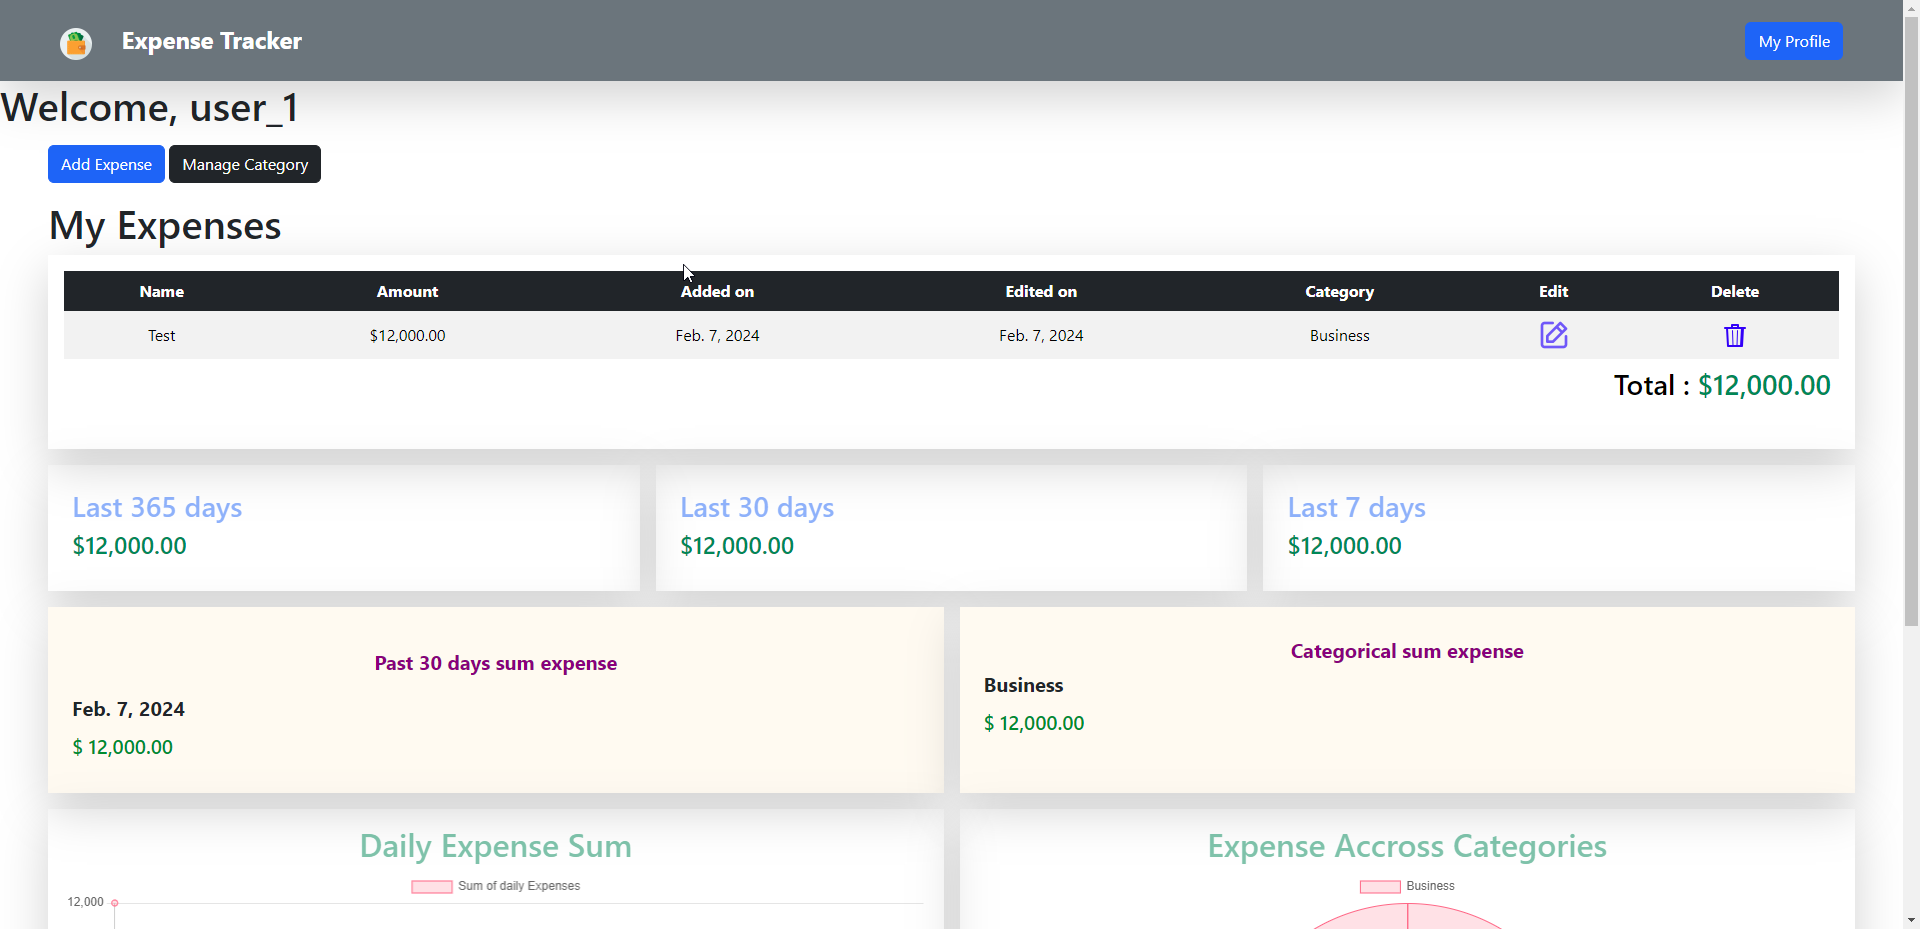 Expense Tracker
My Profile
Welcome, user_1
Add Expense Manage Category
My Expenses
Name Amount Added on Edited on Category Edit Delete
Test $12,000.00 Feb. 7, 2024 Feb. 7, 2024 Business
Total : $12,000.00
Last 365 days
$12,000.00
Last 30 days
$12,000.00
Last 7 days
$12,000.00
Past 30 days sum expense
Feb. 7, 2024
$ 12,000.00
Categorical sum expense
Business
$ 12,000.00
Daily Expense Sum
Sum of daily Expenses
12,000
Expense Accross Categories
Business